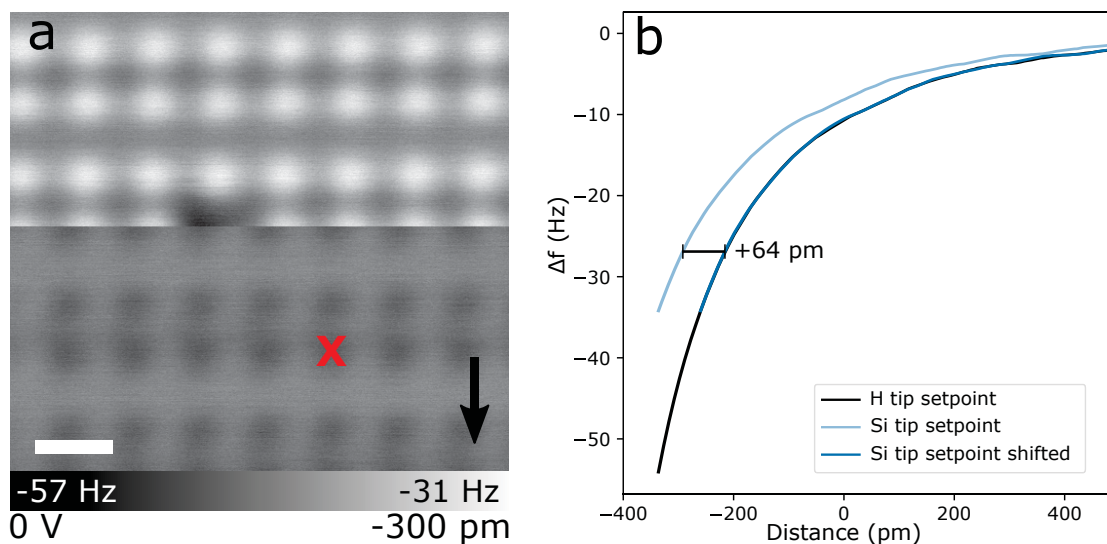 a
X
-57 Hz -31 Hz
0 V -300 pm
b
0
−10
−20
−30
−40
−50
Δf (Hz)
+64 pm
H tip setpoint
Si tip setpoint
Si tip setpoint shifted
−400 −200 0 200 400
Distance (pm)